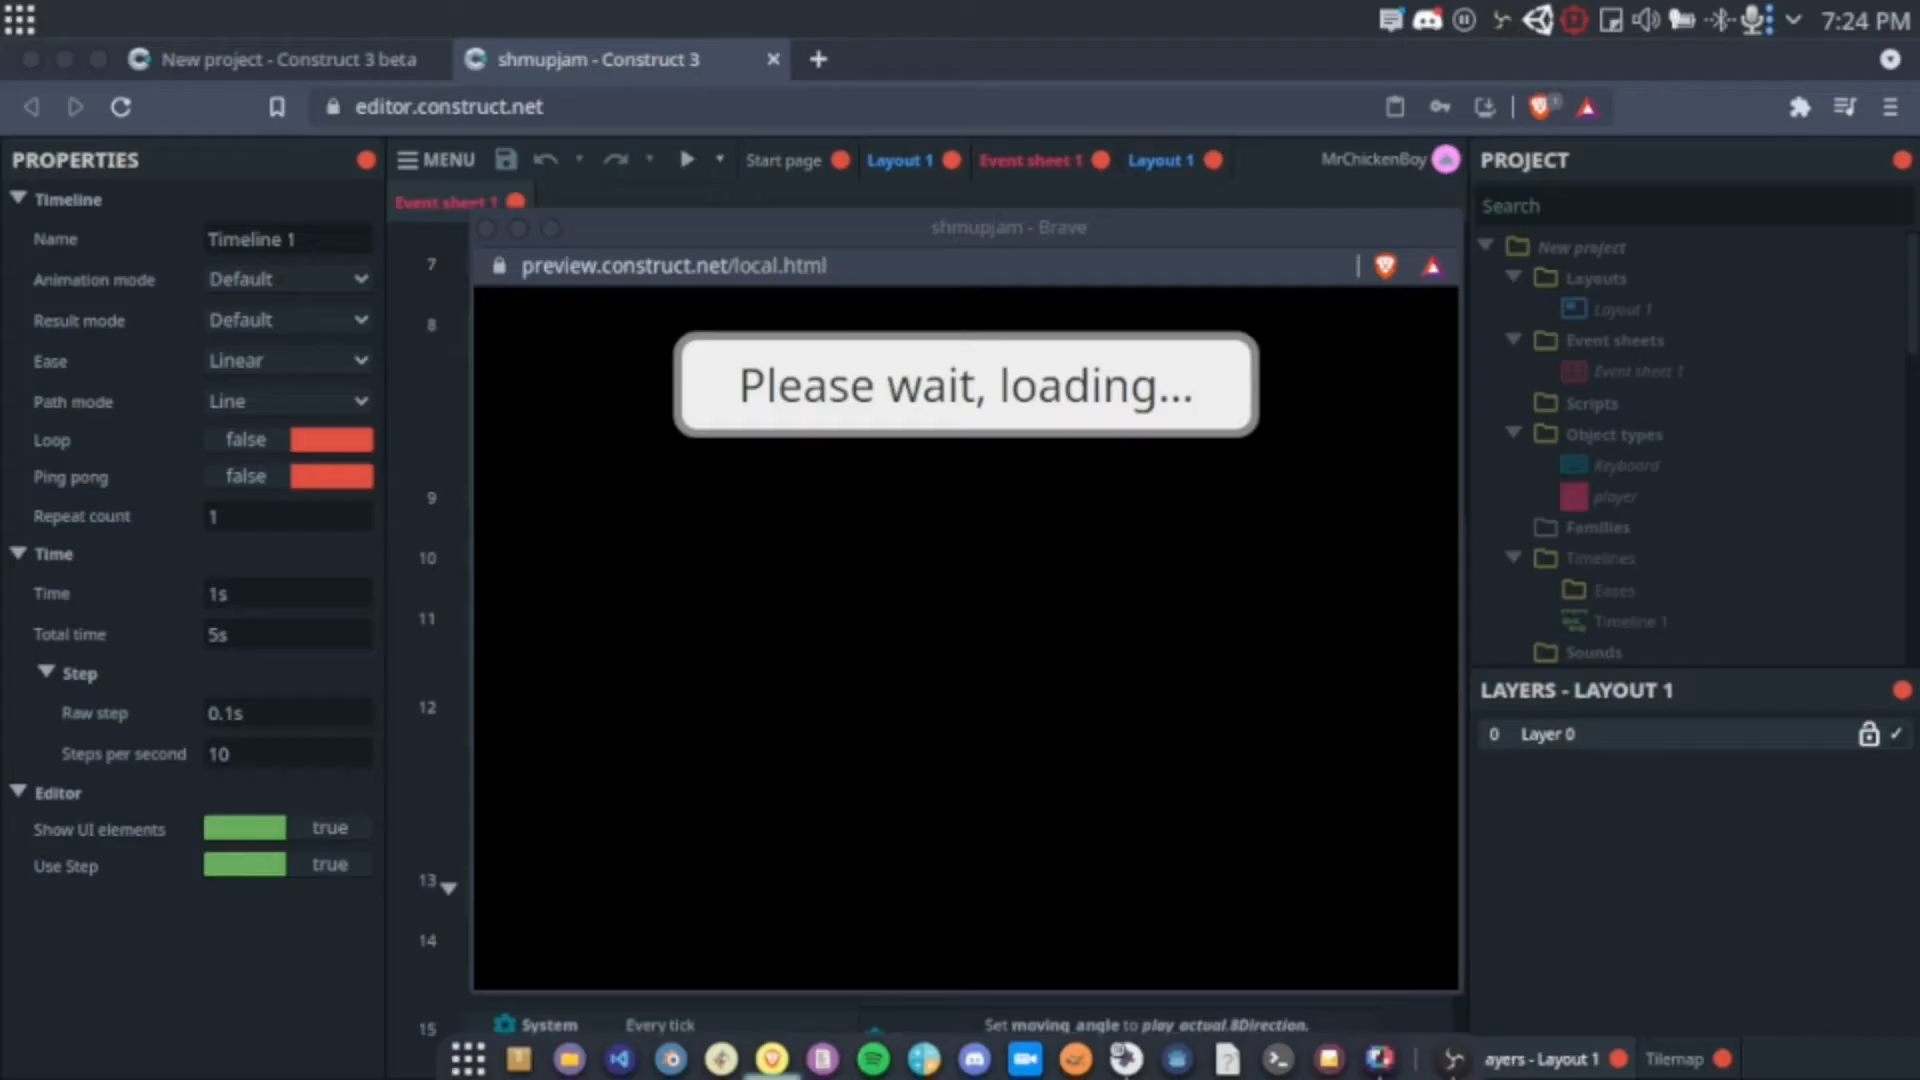 7:24 PM
New project - Construct 3 beta
shmupjam - Construct 3
editor.construct.net
PROPERTIES
Timeline
Name Timeline 1
Animation mode Default
Result mode Default
Ease Linear
Path mode Line
Loop false
Ping pong false
Repeat count 1
Time
Time 1s
Total time 5s
Step
Raw step 0.1s
Steps per second 10
Editor
Show UI elements true
Use Step true
MENU
Start page
Layout 1
Event sheet 1
Layout 1
MrChickenBoy
Event sheet 1
shmupjam - Brave
preview.construct.net/local.html
Please wait, loading...
7
8
9
10
11
12
13
14
15
System Every tick Set moving_angle to play_actual.8Direction.
PROJECT
Search
New project
Layouts
Layout 1
Event sheets
Event sheet 1
Scripts
Object types
Keyboard
player
Families
Timelines
Eases
Timeline 1
Sounds
LAYERS - LAYOUT 1
0 Layer 0
ayers - Layout 1
Tilemap